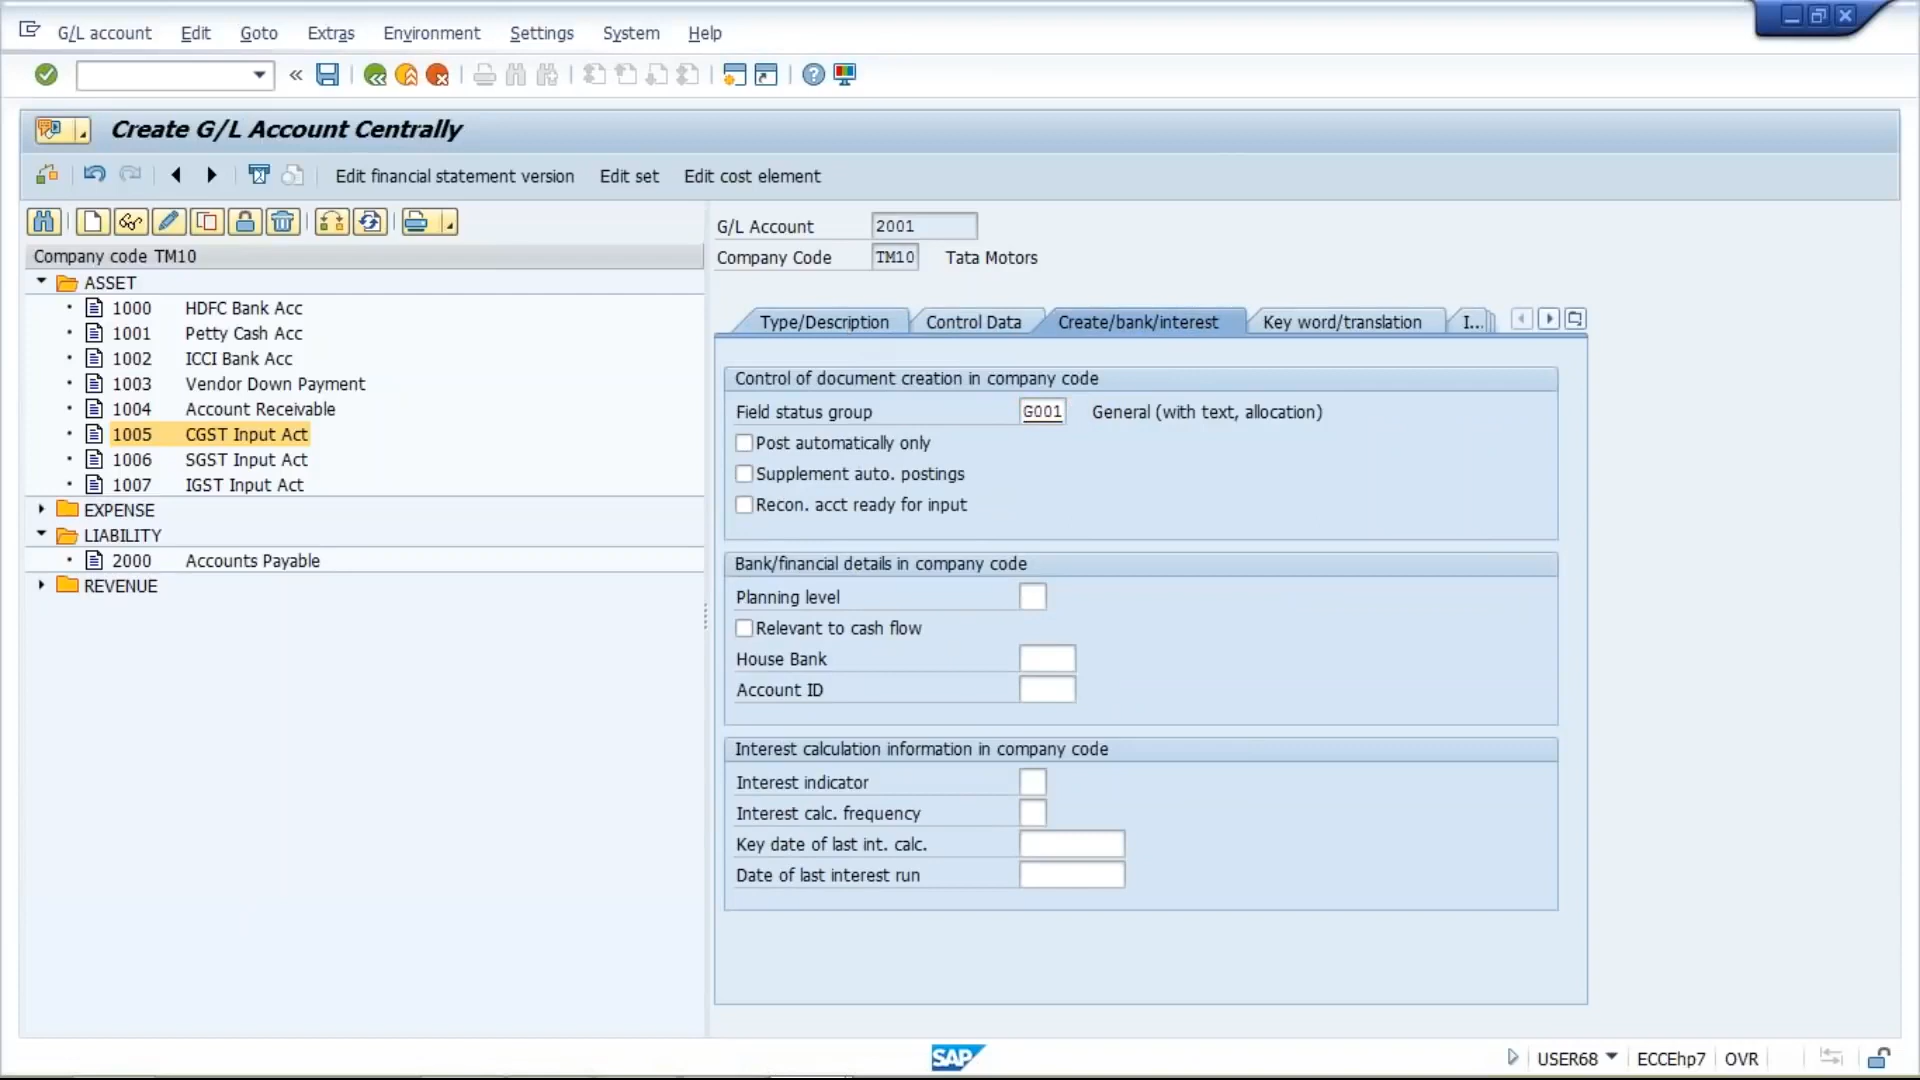 G/L account Edit Goto Extras Environment Settings System Help
Create G/L Account Centrally
Edit financial statement version Edit set Edit cost element
Company code TM10
ASSET
1000 HDFC Bank Acc
1001 Petty Cash Acc
1002 ICCI Bank Acc
1003 Vendor Down Payment
1004 Account Receivable
1005 CGST Input Act
1006 SGST Input Act
1007 IGST Input Act
EXPENSE
LIABILITY
2000 Accounts Payable
REVENUE
G/L Account 2001
Company Code TM10 Tata Motors
Type/Description Control Data Create/bank/interest Key word/translation I...
Control of document creation in company code
Field status group G001 General (with text, allocation)
Post automatically only
Supplement auto. postings
Recon. acct ready for input
Bank/financial details in company code
Planning level
Relevant to cash flow
House Bank
Account ID
Interest calculation information in company code
Interest indicator
Interest calc. frequency
Key date of last int. calc.
Date of last interest run
SAP USER68 ECCEhp7 OVR